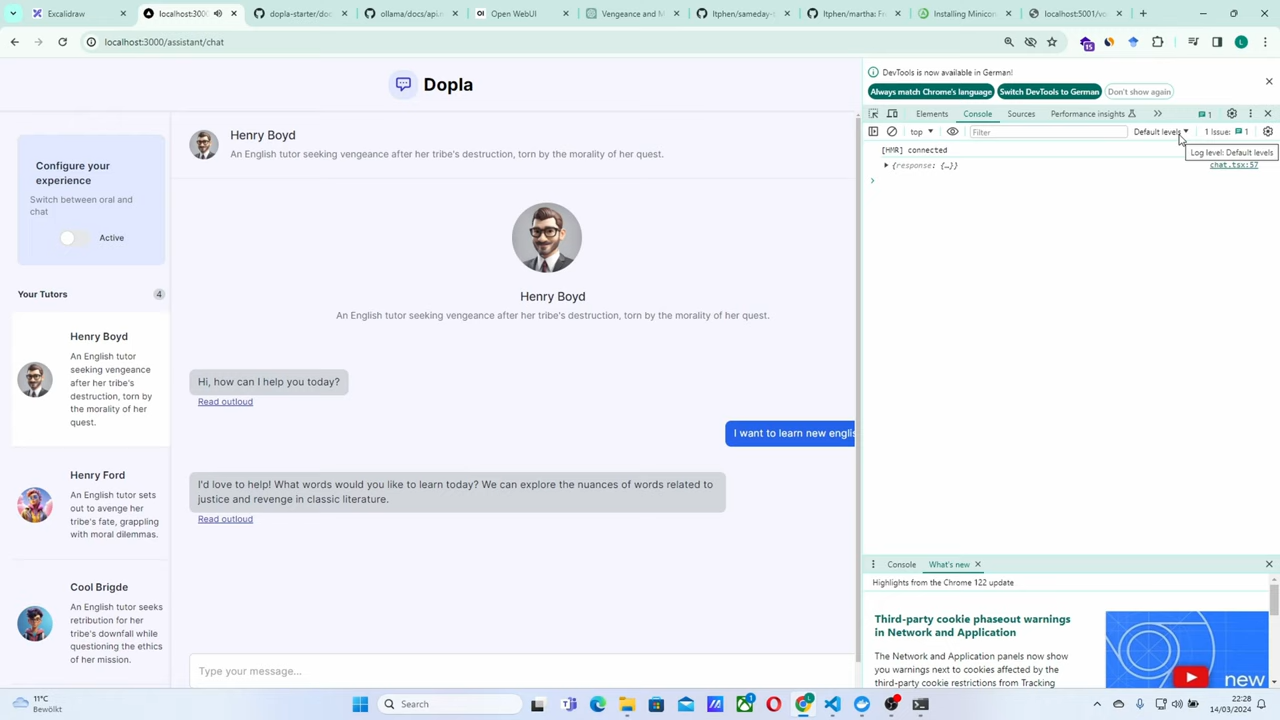 Excalidraw
localhost:3000
dopla-starter/doc
ollama/docs/api.m
Open WebUI
Vengeance and M
ltphen/sameday-s
ltphen/martha: Fr
Installing Minicon
localhost:5001/vo
localhost:3000/assistant/chat
15
L
Dopla
Configure your
experience
Switch between oral and
chat
Active
Your Tutors
4
Henry Boyd
An English tutor
seeking vengeance
after her tribe's
destruction, torn by
the morality of her
quest.
Henry Ford
An English tutor sets
out to avenge her
tribe's fate, grappling
with moral dilemmas.
Cool Brigde
An English tutor seeks
retribution for her
tribe's downfall while
questioning the ethics
of her mission.
Henry Boyd
An English tutor seeking vengeance after her tribe's destruction, torn by the morality of her quest.
Henry Boyd
An English tutor seeking vengeance after her tribe's destruction, torn by the morality of her quest.
Hi, how can I help you today?
Read outloud
I want to learn new englis
I'd love to help! What words would you like to learn today? We can explore the nuances of words related to
justice and revenge in classic literature.
Read outloud
Type your message...
DevTools is now available in German!
Always match Chrome's language
Switch DevTools to German
Don't show again
Elements
Console
Sources
Performance insights
1
top
Filter
Default levels
1 Issue:
1
Log level: Default levels
[HMR] connected
{response: {…}}
chat.tsx:57
Console
What's new
Highlights from the Chrome 122 update
Third-party cookie phaseout warnings
in Network and Application
The Network and Application panels now show
you warnings next to cookies affected by the
third-party cookie restrictions from Tracking
new
11°C
Bewölkt
Search
22:28
14/03/2024